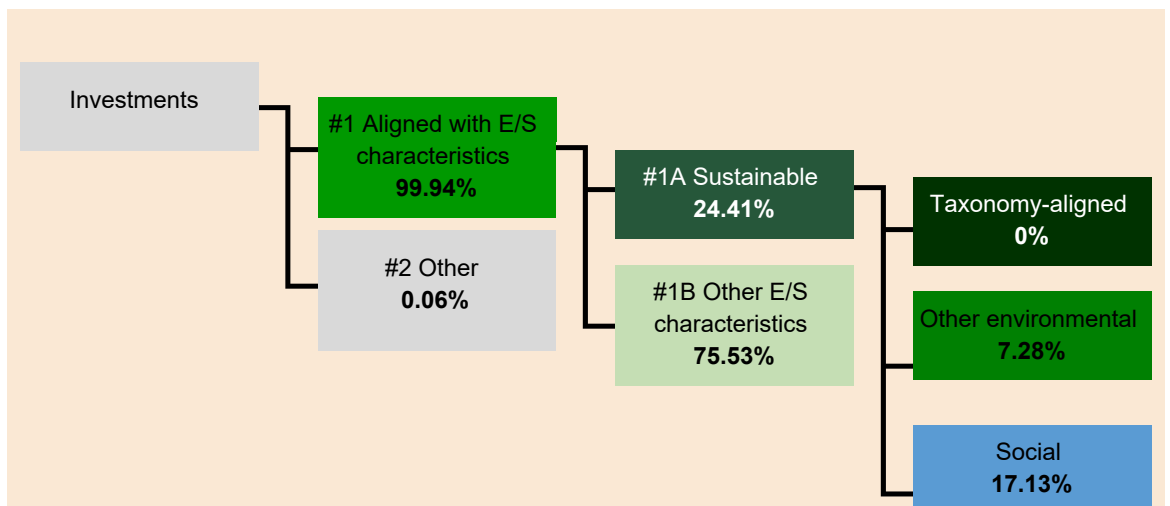 Investments
#1 Aligned with E/S
characteristics
99.94%
#2 Other
0.06%
#1A Sustainable
24.41%
#1B Other E/S
characteristics
75.53%
Taxonomy-aligned
0%
Other environmental
7.28%
Social
17.13%